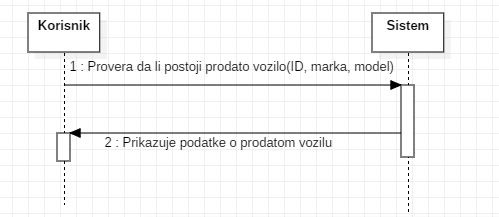 Korisnik
Sistem
1 : Provera da li postoji prodato vozilo(ID, marka, model)
2 : Prikazuje podatke o prodatom vozilu